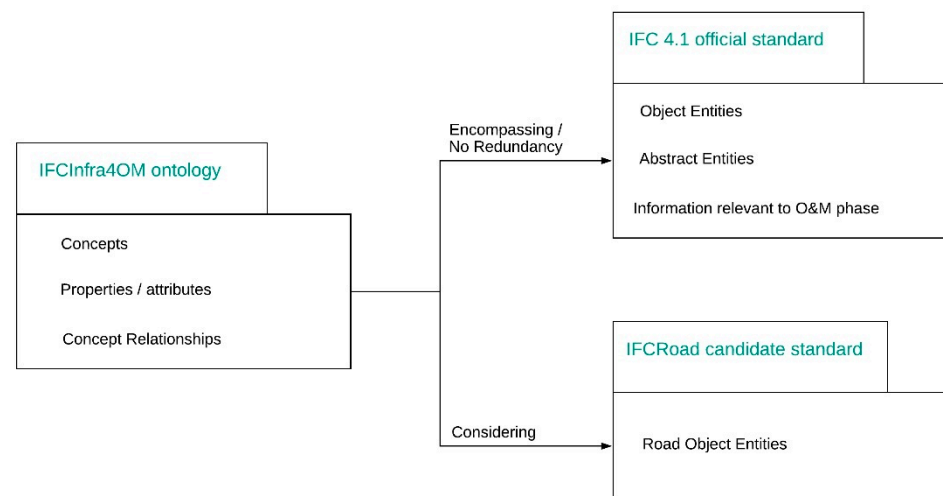 IFCInfra4OM ontology
Concepts
Properties / attributes
Concept Relationships
Encompassing /
No Redundancy
Considering
IFC 4.1 official standard
Object Entities
Abstract Entities
Information relevant to O&M phase
IFCRoad candidate standard
Road Object Entities